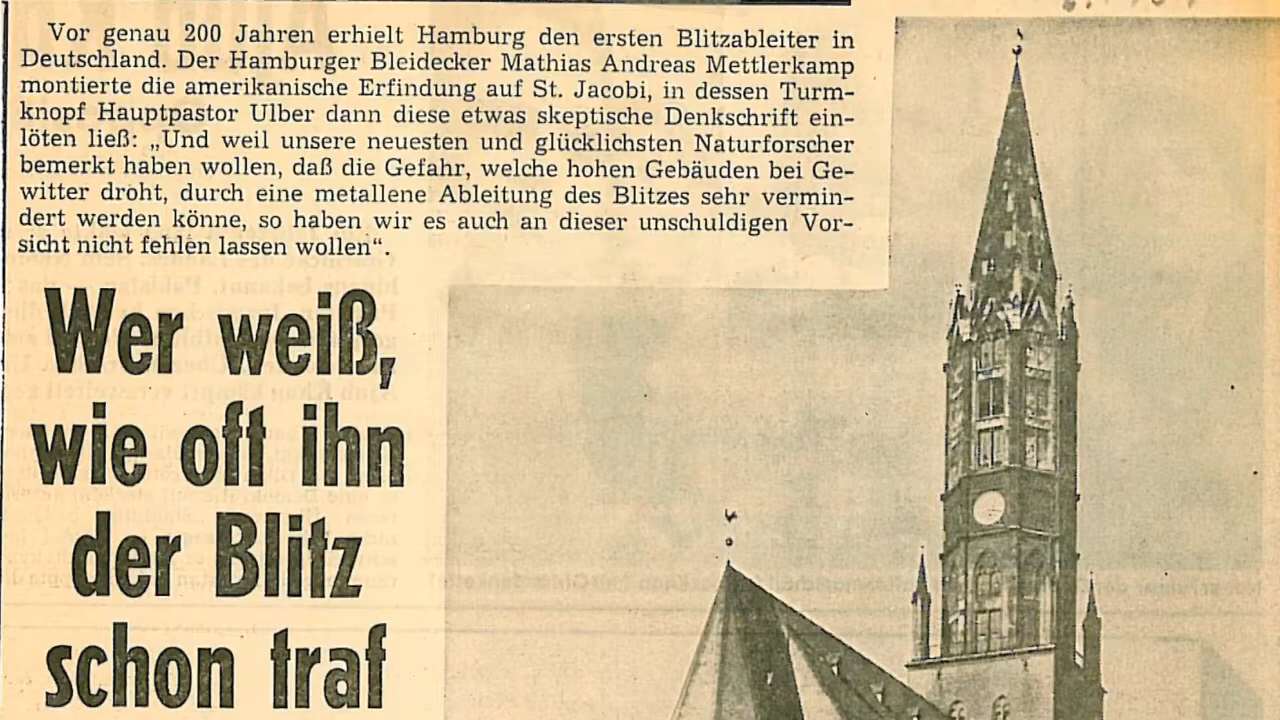 Vor genau 200 Jahren erhielt Hamburg den ersten Blitzableiter in
Deutschland. Der Hamburger Bleidecker Mathias Andreas Mettlerkamp
montierte die amerikanische Erfindung auf St. Jacobi, in dessen Turm-
knopf Hauptpastor Ulber dann diese etwas skeptische Denkschrift ein-
löten ließ: „Und weil unsere neuesten und glücklichsten Naturforscher
bemerkt haben wollen, daß die Gefahr, welche hohen Gebäuden bei Ge-
witter droht, durch eine metallene Ableitung des Blitzes sehr vermin-
dert werden könne, so haben wir es auch an dieser unschuldigen Vor-
sicht nicht fehlen lassen wollen“.
Wer weiß,
wie oft ihn
der Blitz
schon traf